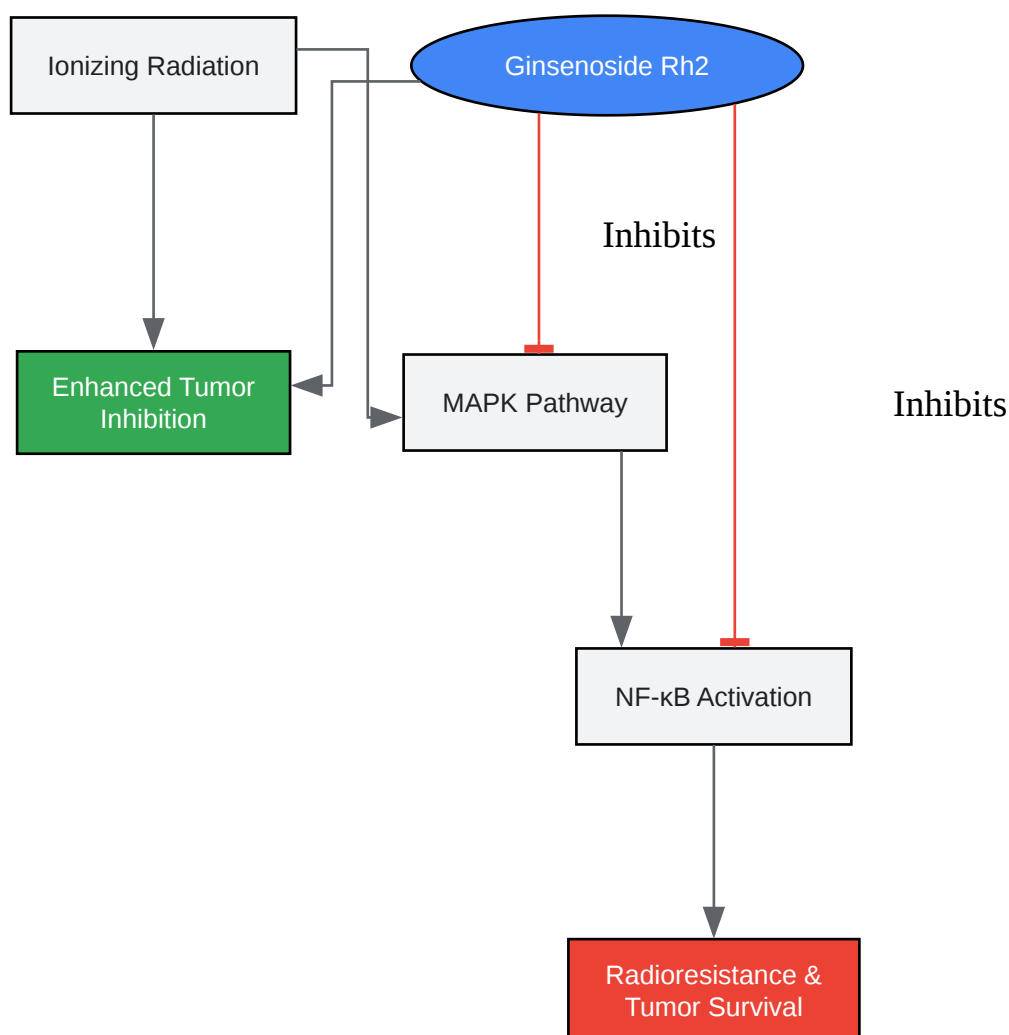 Ionizing Radiation
Ginsenoside Rh2
Inhibits
Enhanced Tumor
Inhibition
MAPK Pathway
Inhibits
NF-κB Activation
Radioresistance &
Tumor Survival